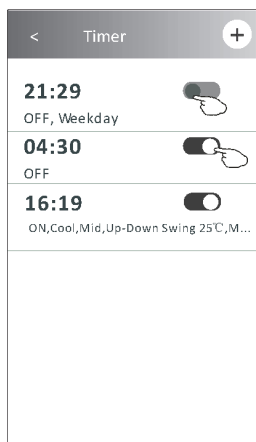 < Timer +
21:29
OFF, Weekday
04:30
OFF
16:19
ON,Cool,Mid,Up-Down Swing 25℃,M...